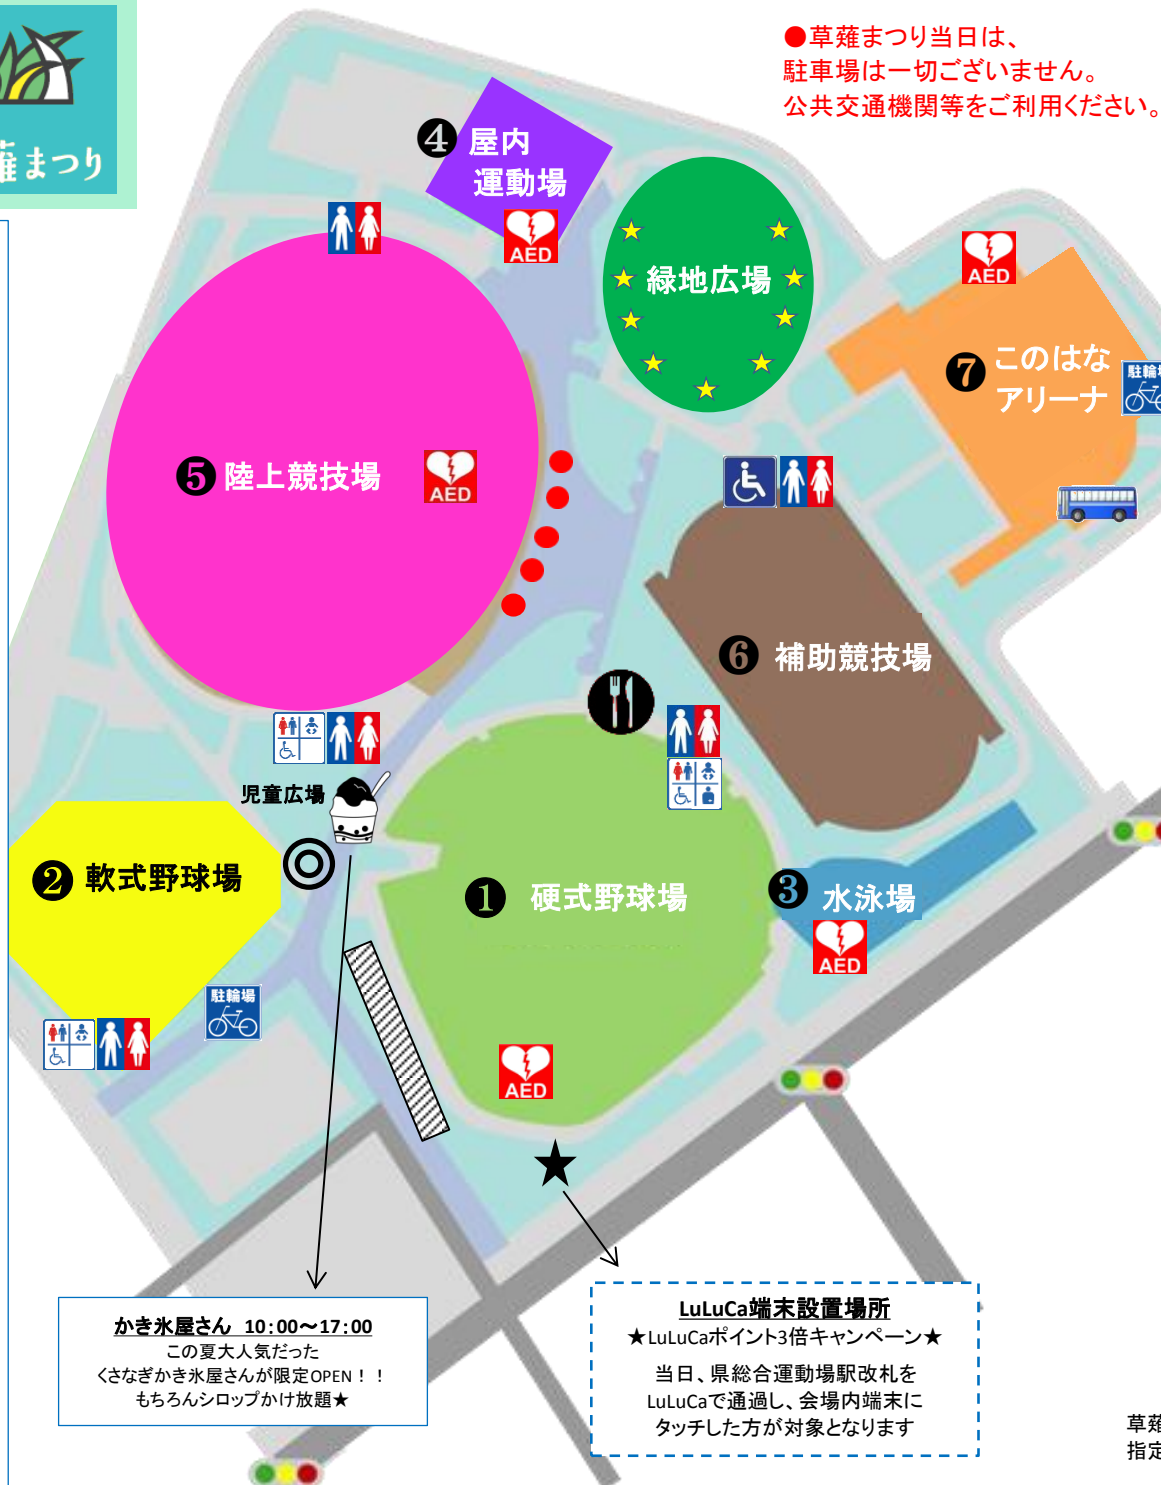 ●草薙まつり当日は、
駐車場は一切ございません。
公共交通機関等をご利用ください。
まつり
❹ 屋内
運動場
AED
緑地広場
AED
❼ このはな
アリーナ
駐輪場
❺ 陸上競技場
AED
❻ 補助競技場
児童広場
❷ 軟式野球場
❶ 硬式野球場
❸ 水泳場
AED
駐輪場
AED
かき氷屋さん 10:00～17:00
この夏大人気だった
くさなぎかき氷屋さんが限定OPEN！！
もちろんシロップかけ放題★
LuLuCa端末設置場所
★LuLuCaポイント3倍キャンペーン★
当日、県総合運動場駅改札を
LuLuCaで通過し、会場内端末に
タッチした方が対象となります
草薙
指定